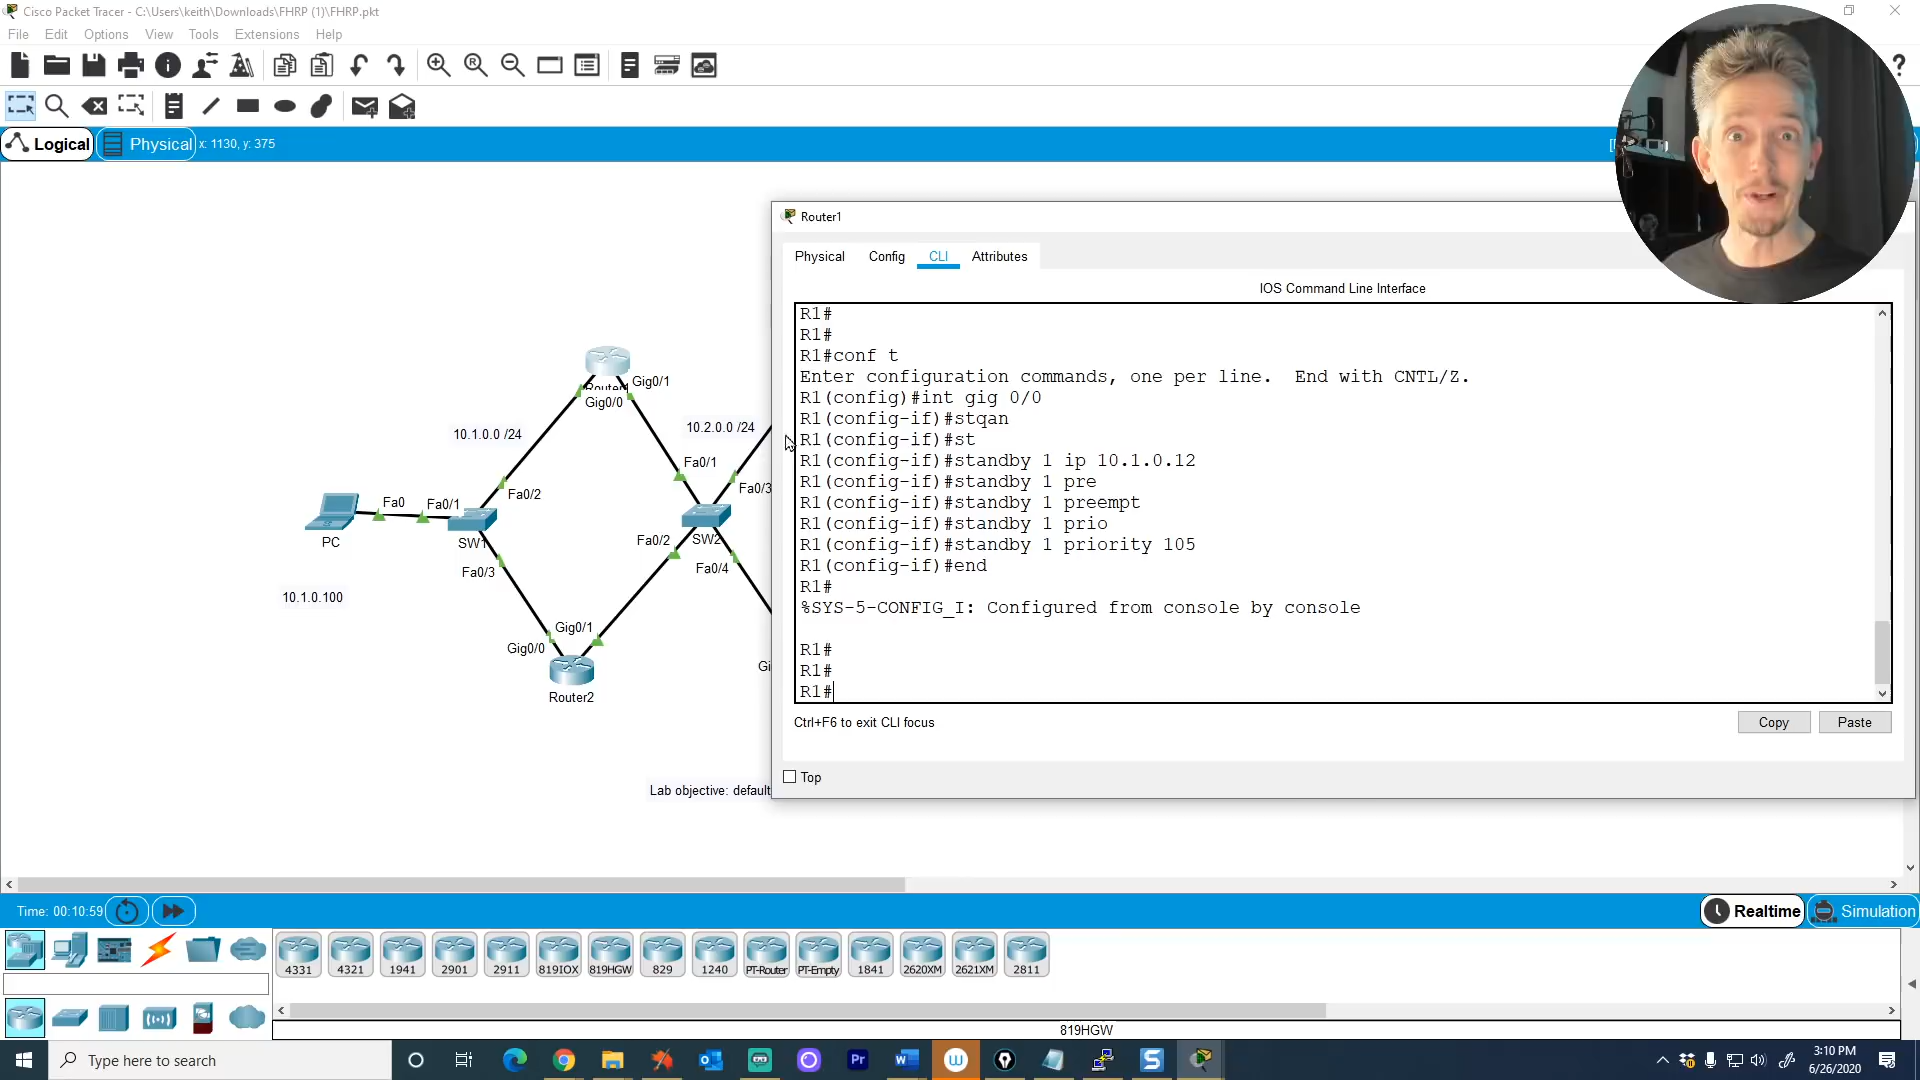 Cisco Packet Tracer - C:\Users\keith\Downloads\FHRP (1)\FHRP.pkt
File Edit Options View Tools Extensions Help
?
Logical Physical x: 1130, y: 375
Router1
Physical Config CLI Attributes
IOS Command Line Interface
R1#
R1#
R1#conf t
Enter configuration commands, one per line. End with CNTL/Z.
R1(config)#int gig 0/0
R1(config-if)#stqan
R1(config-if)#st
R1(config-if)#standby 1 ip 10.1.0.12
R1(config-if)#standby 1 pre
R1(config-if)#standby 1 preempt
R1(config-if)#standby 1 prio
R1(config-if)#standby 1 priority 105
R1(config-if)#end
R1#
%SYS-5-CONFIG_I: Configured from console by console
R1#
R1#
R1#
Ctrl+F6 to exit CLI focus
Copy Paste
Top
Gig0/1
Gig0/0
10.1.0.0 /24
10.2.0.0 /24
Fa0/1
Fa0/3
Fa0
Fa0/1
Fa0/2
PC
SW1
Fa0/2
SW2
Fa0/3
Fa0/4
10.1.0.100
Gig0/1
Gig0/0
Gi
Router2
Lab objective: default
Time: 00:10:59
Realtime Simulation
4331 4321 1941 2901 2911 819IOX 819HGW 829 1240 PT-Router PT-Empty 1841 2620XM 2621XM 2811
819HGW
Type here to search
3:10 PM
6/26/2020